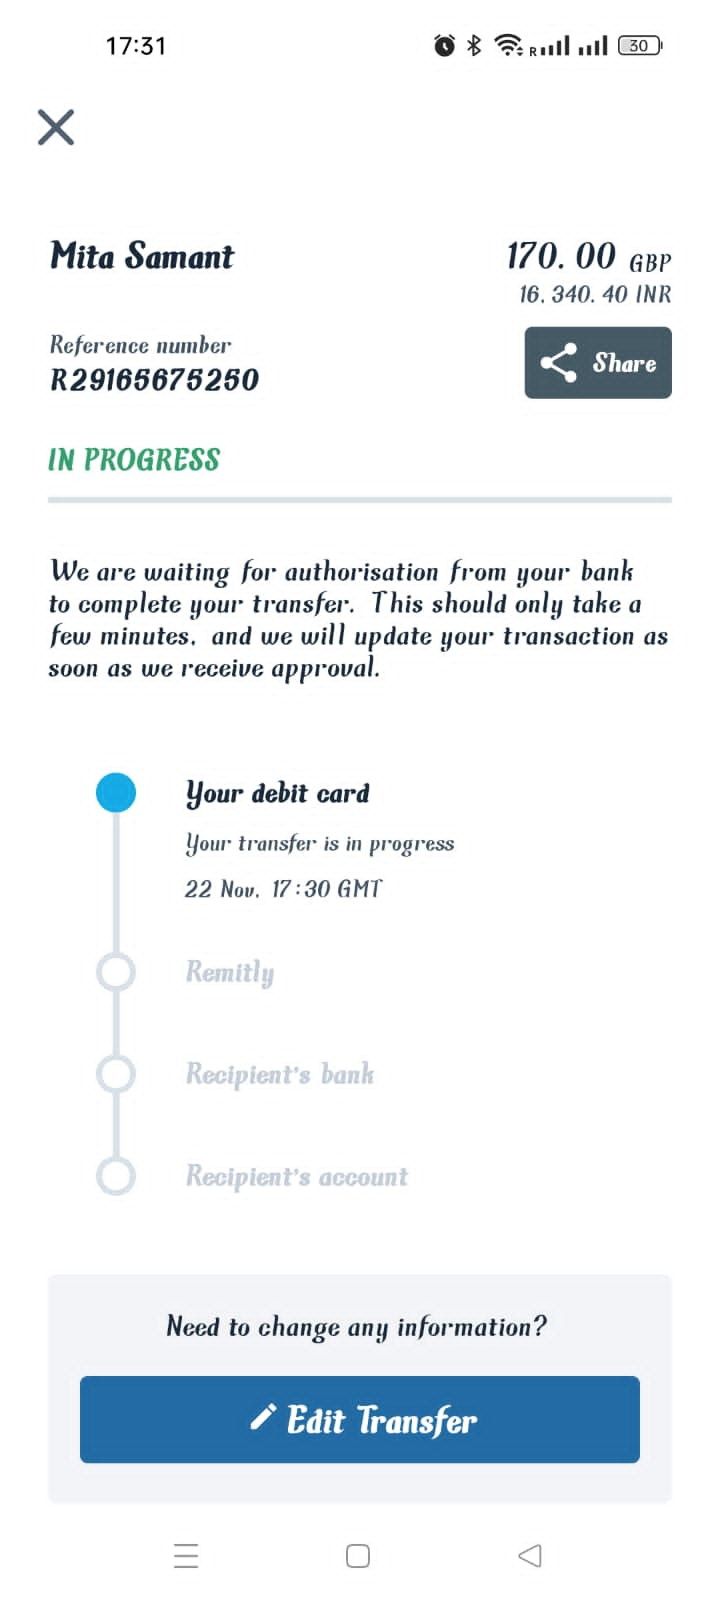 17:31
R
30
Mita Samant
170.00 GBP
16,340.40 INR
Reference number
R29165675250
Share
IN PROGRESS
We are waiting for authorisation from your bank
to complete your transfer. This should only take a
few minutes, and we will update your transaction as
soon as we receive approval.
Your debit card
Your transfer is in progress
22 Nov, 17:30 GMT
Remitly
Recipient's bank
Recipient's account
Need to change any information?
Edit Transfer